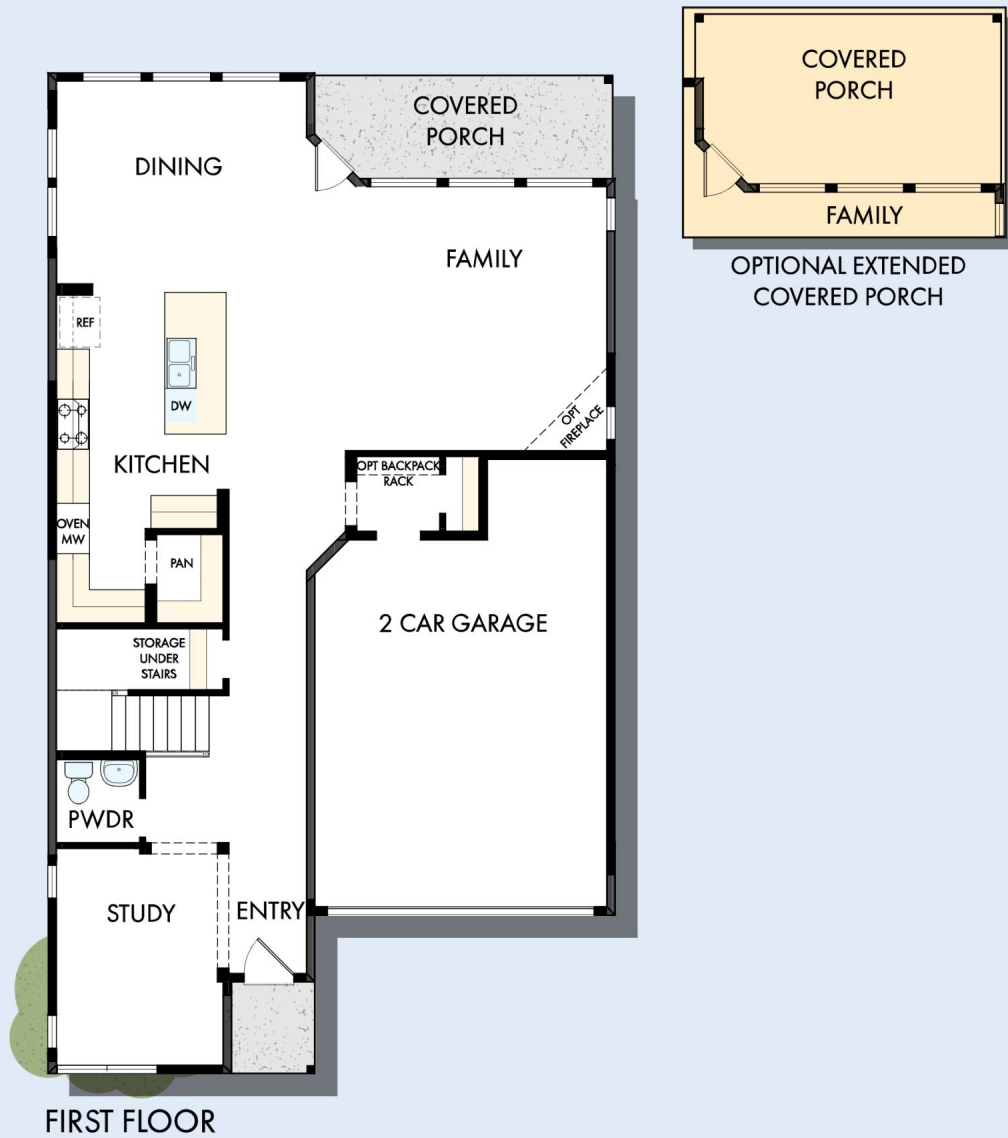 COVERED
PORCH
DINING
FAMILY
REF
DW
OPT
FIREPLACE
KITCHEN
OPT BACKPACK
RACK
OVEN
MW
PAN
2 CAR GARAGE
STORAGE
UNDER
STAIRS
PWDR
STUDY
ENTRY
FIRST FLOOR
COVERED
PORCH
FAMILY
OPTIONAL EXTENDED
COVERED PORCH